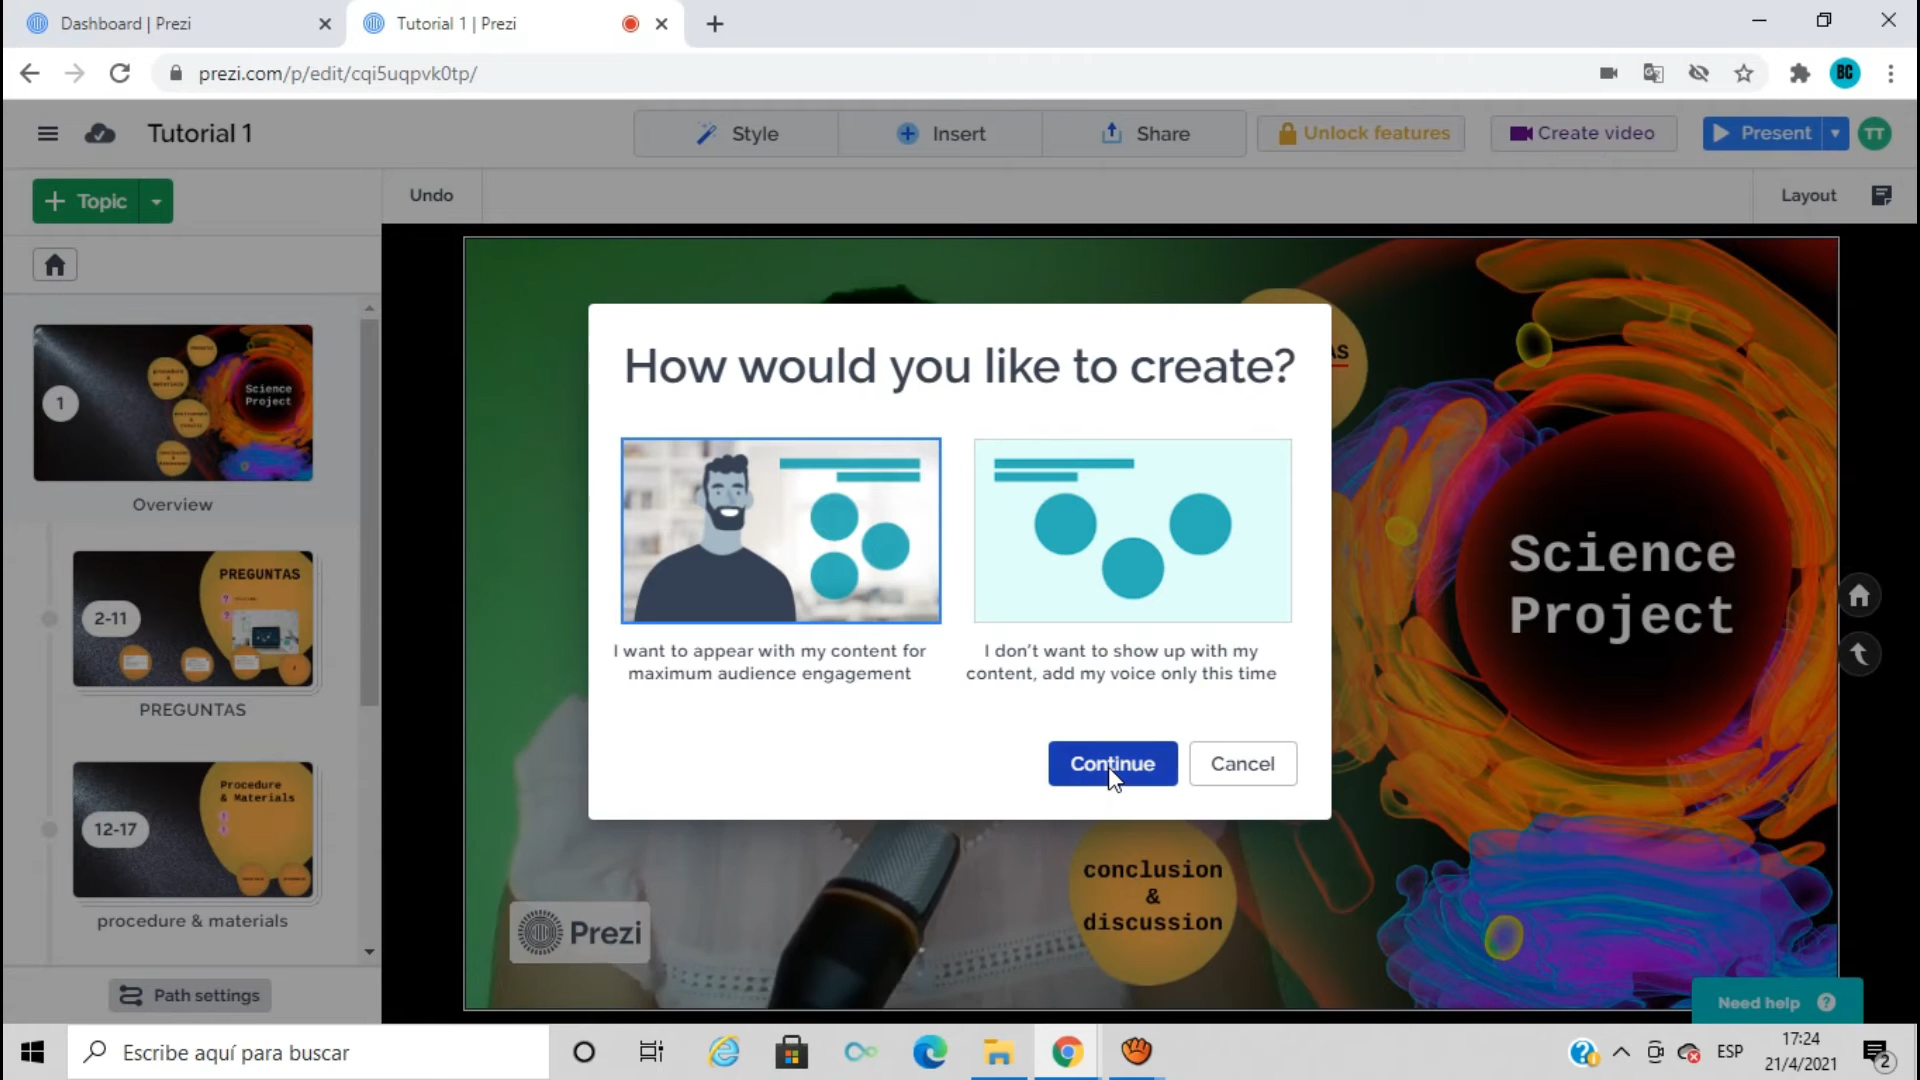 Dashboard | Prezi
Tutorial 1 | Prezi
prezi.com/p/edit/cqi5uqpvk0tp/
BC
Tutorial 1
Style
Insert
Share
Unlock features
Create video
Present
TT
Topic
Undo
Layout
1
Science
Project
Overview
2-11
PREGUNTAS
PREGUNTAS
12-17
Procedure
& Materials
procedure & materials
Path settings
How would you like to create?
I want to appear with my content for
maximum audience engagement
I don't want to show up with my
content, add my voice only this time
Continue
Cancel
Science
Project
conclusion
&
discussion
Prezi
Need help
Escribe aquí para buscar
ESP
17:24
21/4/2021
2